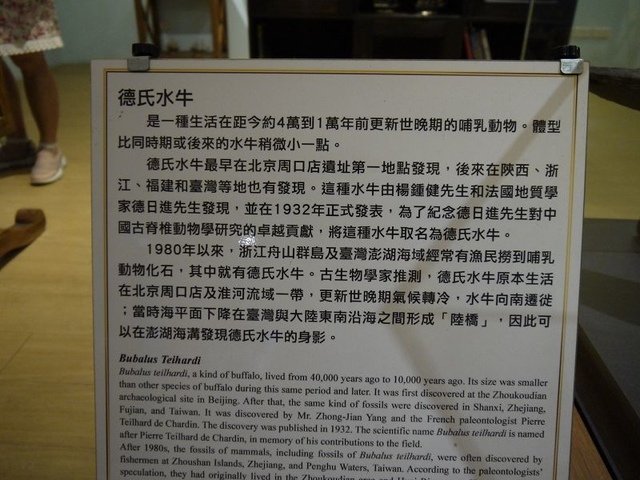 德氏水牛
是一種生活在距今約4萬到1萬年前更新世晚期的哺乳動物。體型
比同時期或後來的水牛稍微小一點。
德氏水牛最早在北京周口店遺址第一地點發現，後來在陝西、浙
江、福建和臺灣等地也有發現。這種水牛由楊鍾健先生和法國地質學
家德日進先生發現，並在1932年正式發表，為了紀念德日進先生對中
國古脊椎動物學研究的卓越貢獻，將這種水牛取名為德氏水牛。
1980年以來，浙江舟山群島及臺灣澎湖海域經常有漁民撈到哺乳
動物化石，其中就有德氏水牛。古生物學家推測，德氏水牛原本生活
在北京周口店及淮河流域一帶，更新世晚期氣候轉冷，水牛向南遷徙
；當時海平面下降在臺灣與大陸東南沿海之間形成「陸橋」，因此可
以在澎湖海溝發現德氏水牛的身影。
Bubalus Teihardi
Bubalus teilhardi, a kind of buffalo, lived from 40,000 years ago to 10,000 years ago. Its size was smaller
than other species of buffalo during this same period and later. It was first discovered at the Zhoukoudian
archaeological site in Beijing. After that, the same kind of fossils were discovered in Shanxi, Zhejiang,
Fujian, and Taiwan. It was discovered by Mr. Zhong-Jian Yang and the French paleontologist Pierre
Teilhard de Chardin. The discovery was published in 1932. The scientific name Bubalus teilhardi is named
after Pierre Teilhard de Chardin, in memory of his contributions to the field.
After 1980s, the fossils of mammals, including fossils of Bubalus teilhardi, were often discovered by
fishermen at Zhoushan Islands, Zhejiang, and Penghu Waters, Taiwan. According to the paleontologists'
speculation, they had originally lived in the Zhoukoudian area and